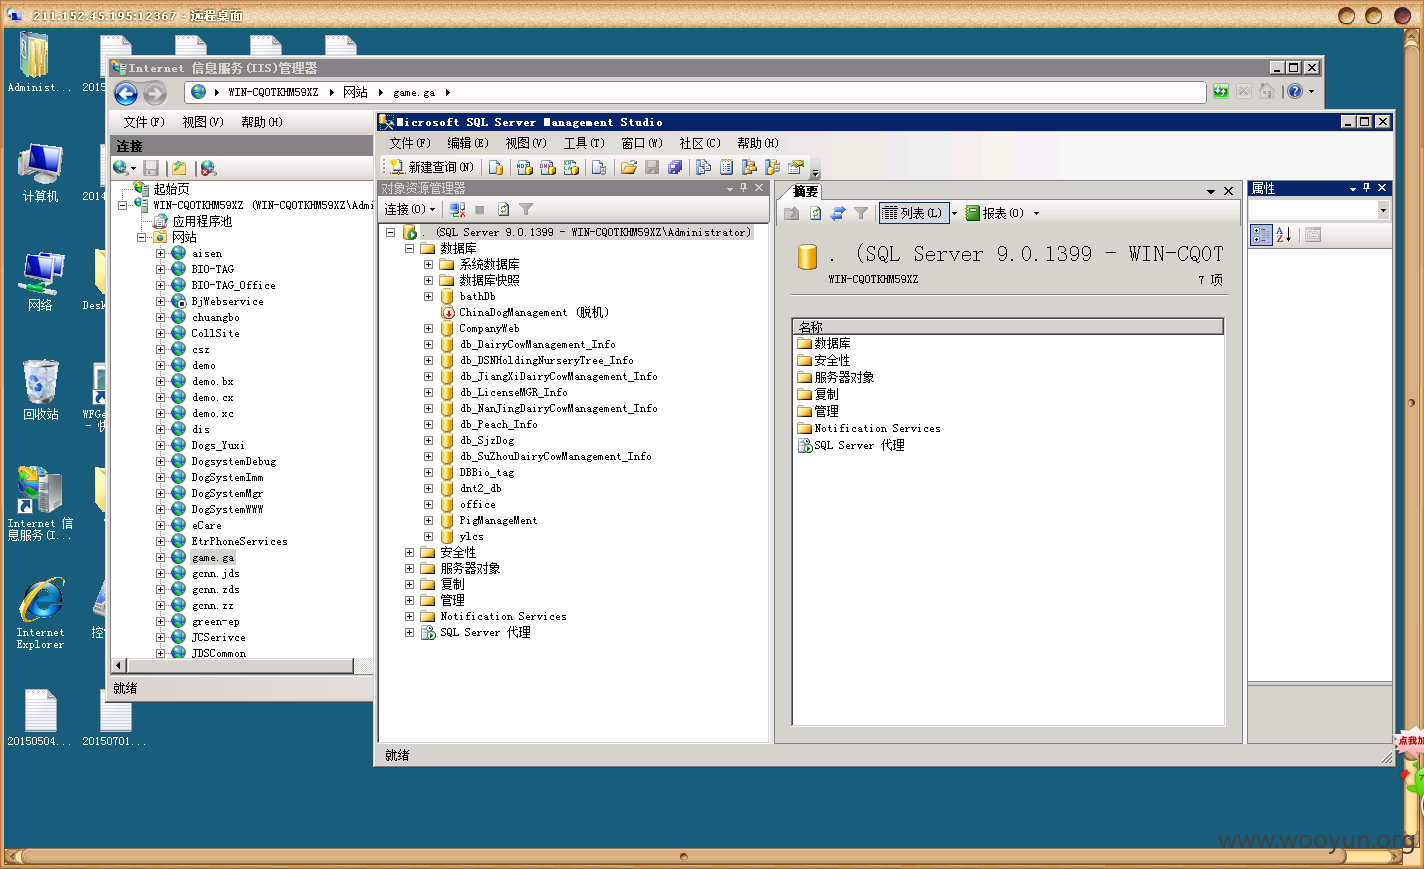 211.152.45.195:12367 - 远程桌面
Administ...
计算机
网络
回收站
Internet 信
息服务(I...
Internet
Explorer
20150504...
20150701...
Internet 信息服务(IIS)管理器
WIN-CQOTKHM59XZ
网站
game.ga
文件(F)
视图(V)
帮助(H)
连接
起始页
WIN-CQOTKHM59XZ (WIN-CQOTKHM59XZ\Admi
应用程序池
网站
aisen
BIO-TAG
BIO-TAG_Office
BjWebservice
chuangbo
CollSite
csz
demo
demo.bx
demo.cx
demo.xc
dis
Dogs_Yuxi
DogsystemDebug
DogSystemImm
DogSystemMgr
DogSystemWWW
eCare
EtrPhoneServices
game.ga
gcnn.jds
gcnn.zds
gcnn.zz
green-ep
JCSerivce
JDSCommon
就绪
Microsoft SQL Server Management Studio
文件(F)
编辑(E)
视图(V)
工具(T)
窗口(W)
社区(C)
帮助(H)
新建查询(N)
对象资源管理器
连接(O)
. (SQL Server 9.0.1399 - WIN-CQOTKHM59XZ\Administrator)
数据库
系统数据库
数据库快照
bathDb
ChinaDogManagement (脱机)
CompanyWeb
db_DairyCowManagement_Info
db_DSNHoldingNurseryTree_Info
db_JiangXiDairyCowManagement_Info
db_LicenseMGR_Info
db_NanJingDairyCowManagement_Info
db_Peach_Info
db_SjzDog
db_SuZhouDairyCowManagement_Info
DBBio_tag
dnt2_db
office
PigManageMent
ylcs
安全性
服务器对象
复制
管理
Notification Services
SQL Server 代理
就绪
摘要
列表(L)
报表(O)
. (SQL Server 9.0.1399 - WIN-CQOT
WIN-CQOTKHM59XZ
7 项
名称
数据库
安全性
服务器对象
复制
管理
Notification Services
SQL Server 代理
属性
点我加
www.wooyun.org